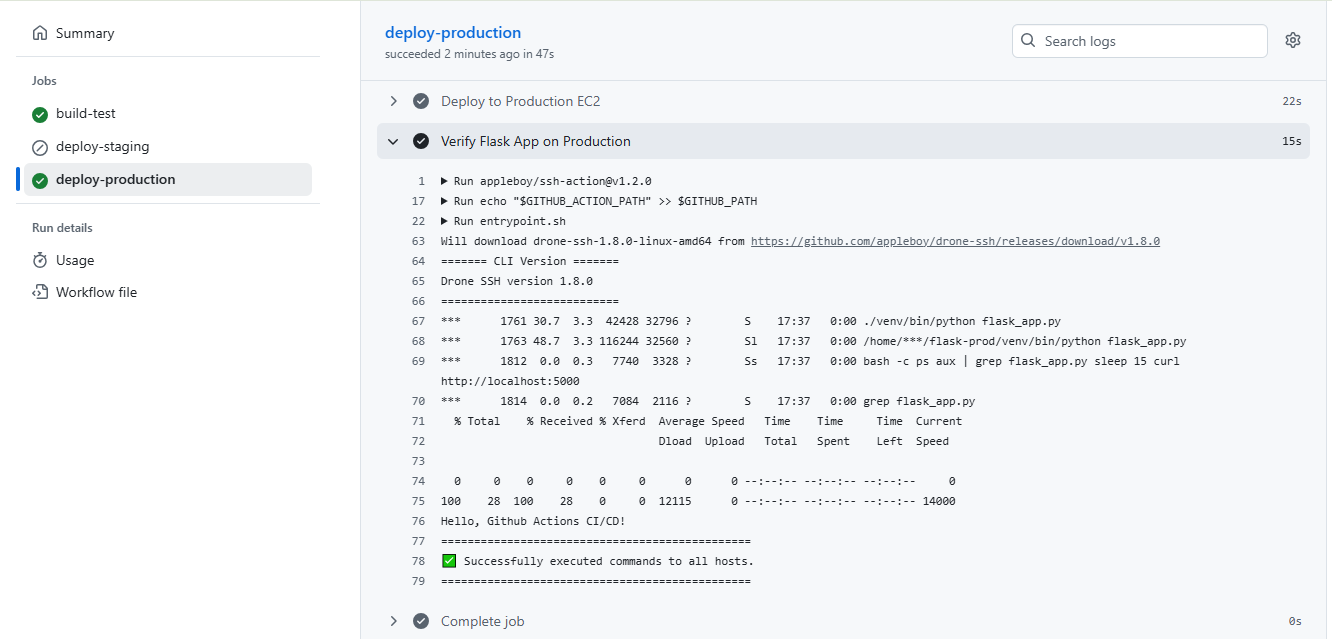 Summary
Jobs
build-test
deploy-staging
deploy-production
Run details
Usage
Workflow file
deploy-production
succeeded 2 minutes ago in 47s
Search logs
Deploy to Production EC2 22s
Verify Flask App on Production 15s
1 ▶ Run appleboy/ssh-action@v1.2.0
17 ▶ Run echo "$GITHUB_ACTION_PATH" >> $GITHUB_PATH
22 ▶ Run entrypoint.sh
63 Will download drone-ssh-1.8.0-linux-amd64 from https://github.com/appleboy/drone-ssh/releases/download/v1.8.0
64 ======= CLI Version =======
65 Drone SSH version 1.8.0
66 ===========================
67 *** 1761 30.7 3.3 42428 32796 ? S 17:37 0:00 ./venv/bin/python flask_app.py
68 *** 1763 48.7 3.3 116244 32560 ? Sl 17:37 0:00 /home/***/flask-prod/venv/bin/python flask_app.py
69 *** 1812 0.0 0.3 7740 3328 ? Ss 17:37 0:00 bash -c ps aux | grep flask_app.py sleep 15 curl
http://localhost:5000
70 *** 1814 0.0 0.2 7084 2116 ? S 17:37 0:00 grep flask_app.py
71 % Total % Received % Xferd Average Speed Time Time Time Current
72 Dload Upload Total Spent Left Speed
73
74 0 0 0 0 0 0 0 0 --:--:-- --:--:-- --:--:-- 0
75 100 28 100 28 0 0 12115 0 --:--:-- --:--:-- --:--:-- 14000
76 Hello, Github Actions CI/CD!
77 ===============================================
78 ✅ Successfully executed commands to all hosts.
79 ===============================================
Complete job 0s